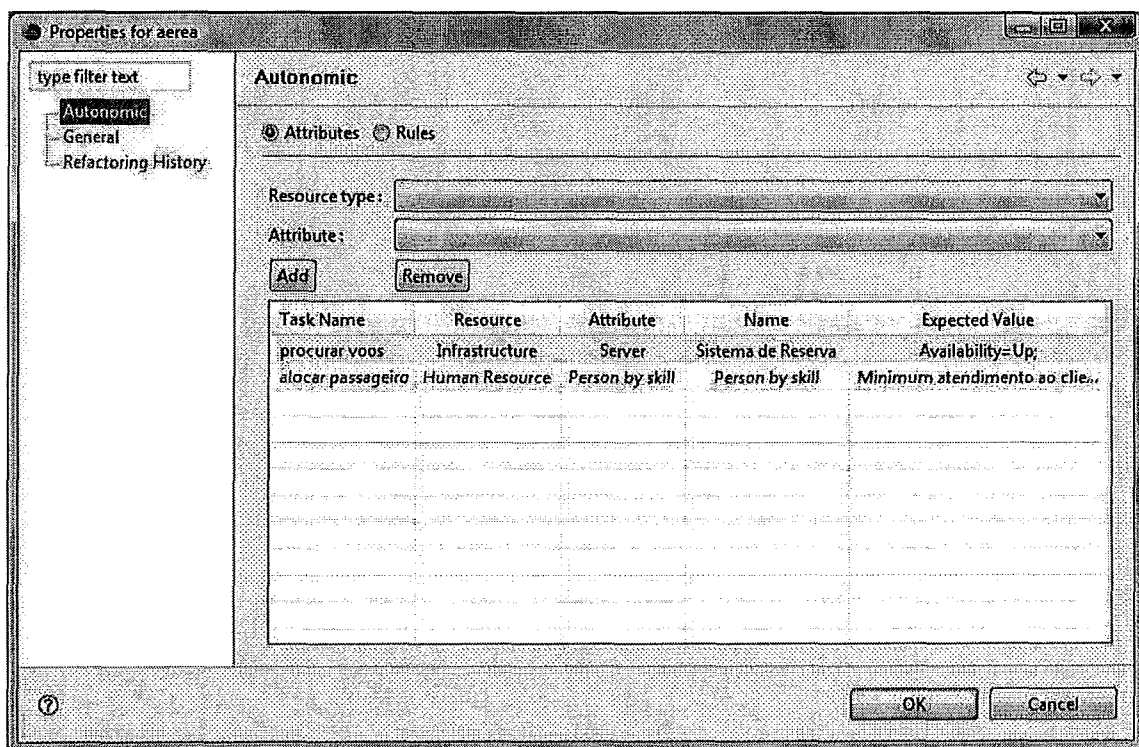 Properties for aerea
type filter text
Autonomic
General
Refactoring History
Autonomic
Attributes Rules
Resource type:
Attribute:
Add Remove
Task Name Resource Attribute Name Expected Value
procurar voos Infrastructure Server Sistema de Reserva Availability=Up;
alocar passageiro Human Resource Person by skill Person by skill Minimum atendimento ao clie...
OK Cancel